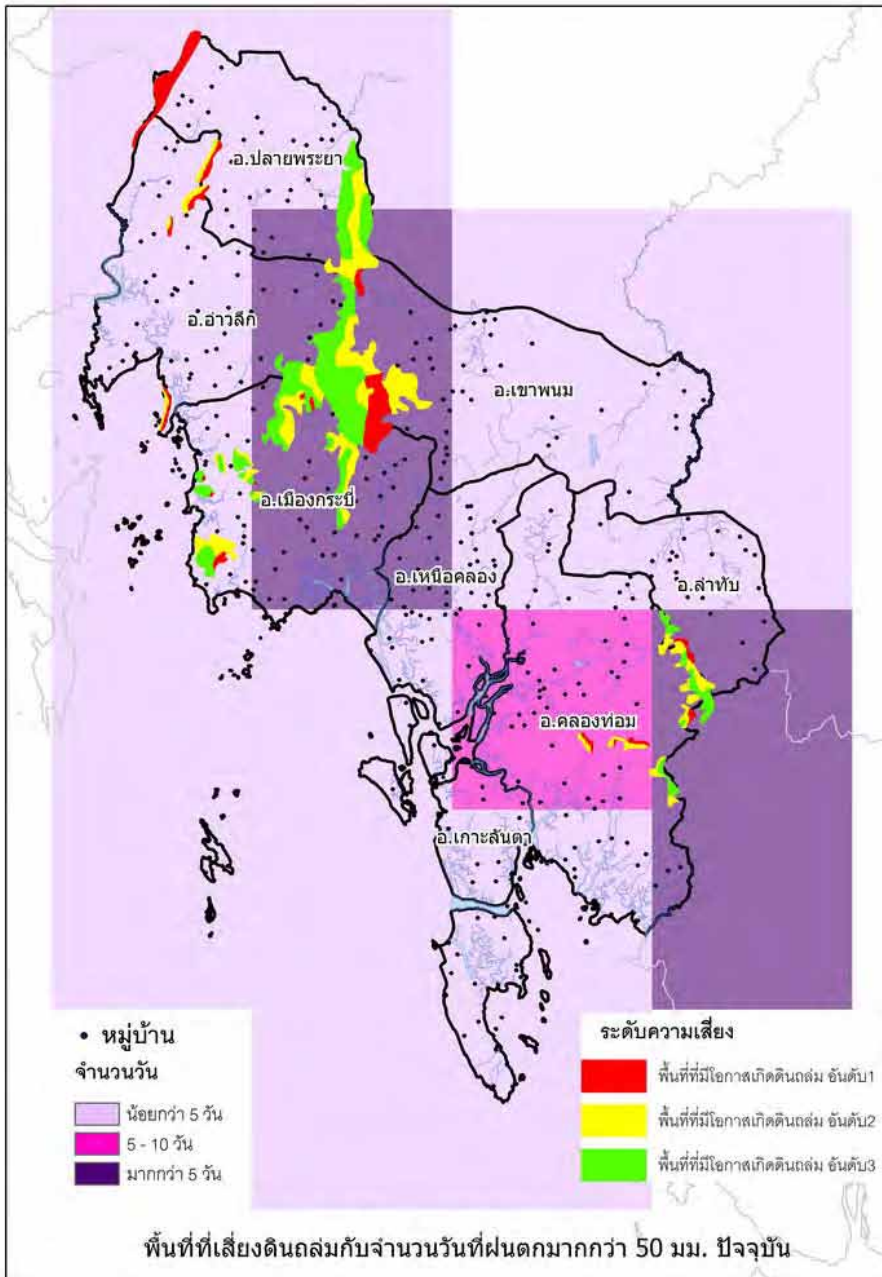 อ.ปลายพระยา
อ.อ่าวลึก
อ.เขาพนม
อ.เมืองกระบี่
อ.เหนือคลอง
อ.ลำทับ
อ.คลองท่อม
อ.เกาะลันตา
หมู่บ้าน
จำนวนวัน
น้อยกว่า 5 วัน
5 - 10 วัน
มากกว่า 5 วัน
ระดับความเสี่ยง
พื้นที่ที่มีโอกาสเกิดดินถล่ม อันดับ1
พื้นที่ที่มีโอกาสเกิดดินถล่ม อันดับ2
พื้นที่ที่มีโอกาสเกิดดินถล่ม อันดับ3
พื้นที่ที่เสี่ยงดินถล่มกับจำนวนวันที่ฝนตกมากกว่า 50 มม. ปัจจุบัน